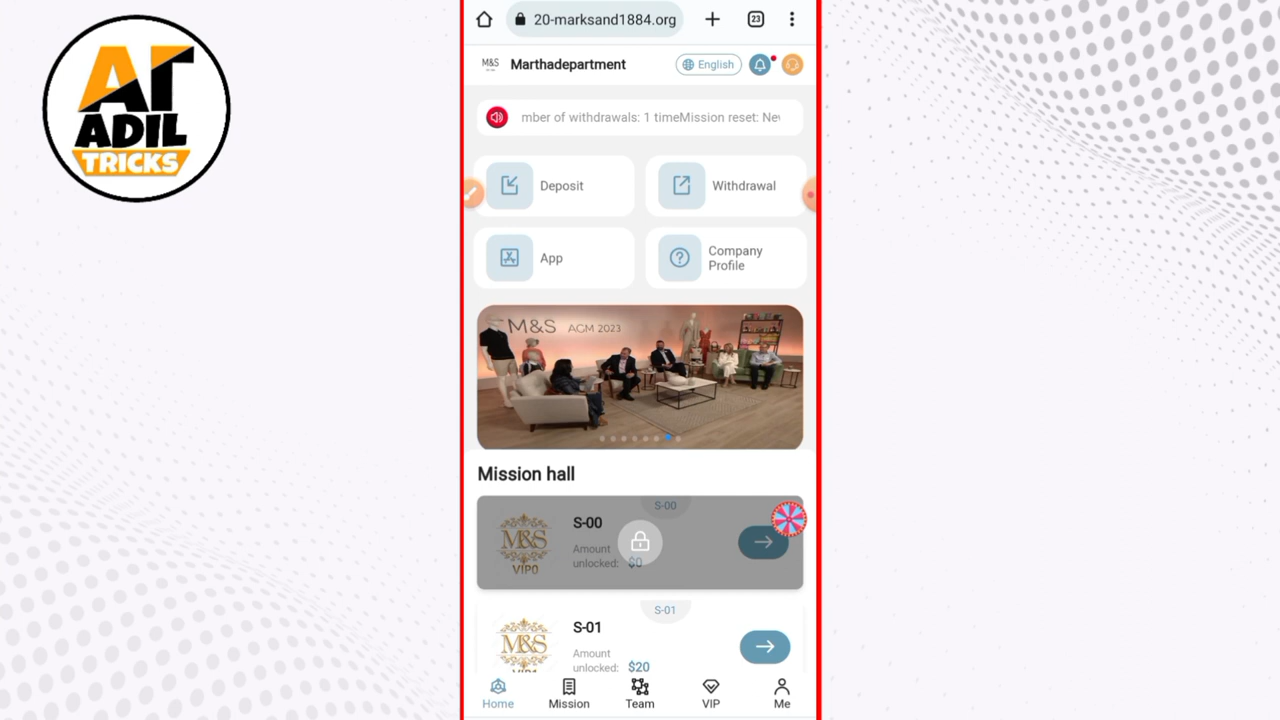 AT
ADIL
TRICKS
20-marksand1884.org
23
M&S
Marthadepartment
English
mber of withdrawals: 1 timeMission reset: Nev
Deposit
Withdrawal
App
Company
Profile
M&S AGM 2023
Mission hall
S-00
S-00
M&S
VIP0
Amount
unlocked: $0
S-01
S-01
M&S
Amount
unlocked: $20
Home
Mission
Team
VIP
Me